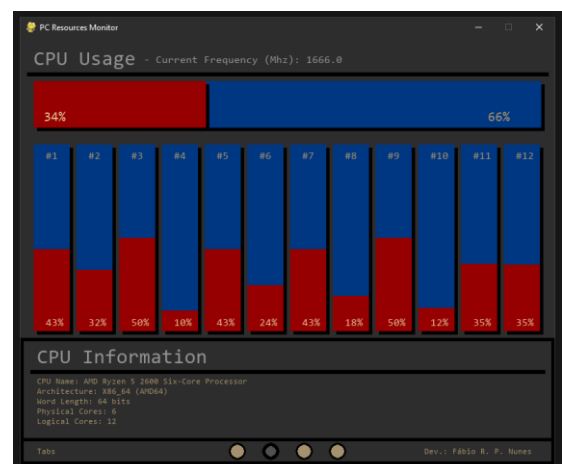 PC Resources Monitor
CPU Usage - Current Frequency (Mhz): 1666.0
34% 66%
#1 #2 #3 #4 #5 #6 #7 #8 #9 #10 #11 #12
43% 32% 50% 10% 43% 24% 43% 18% 50% 12% 35% 35%
CPU Information
CPU Name: AMD Ryzen 5 2600 Six-Core Processor
Architecture: X86_64 (AMD64)
Word Length: 64 bits
Physical Cores: 6
Logical Cores: 12
Tabs Dev.: Fábio R. P. Nunes